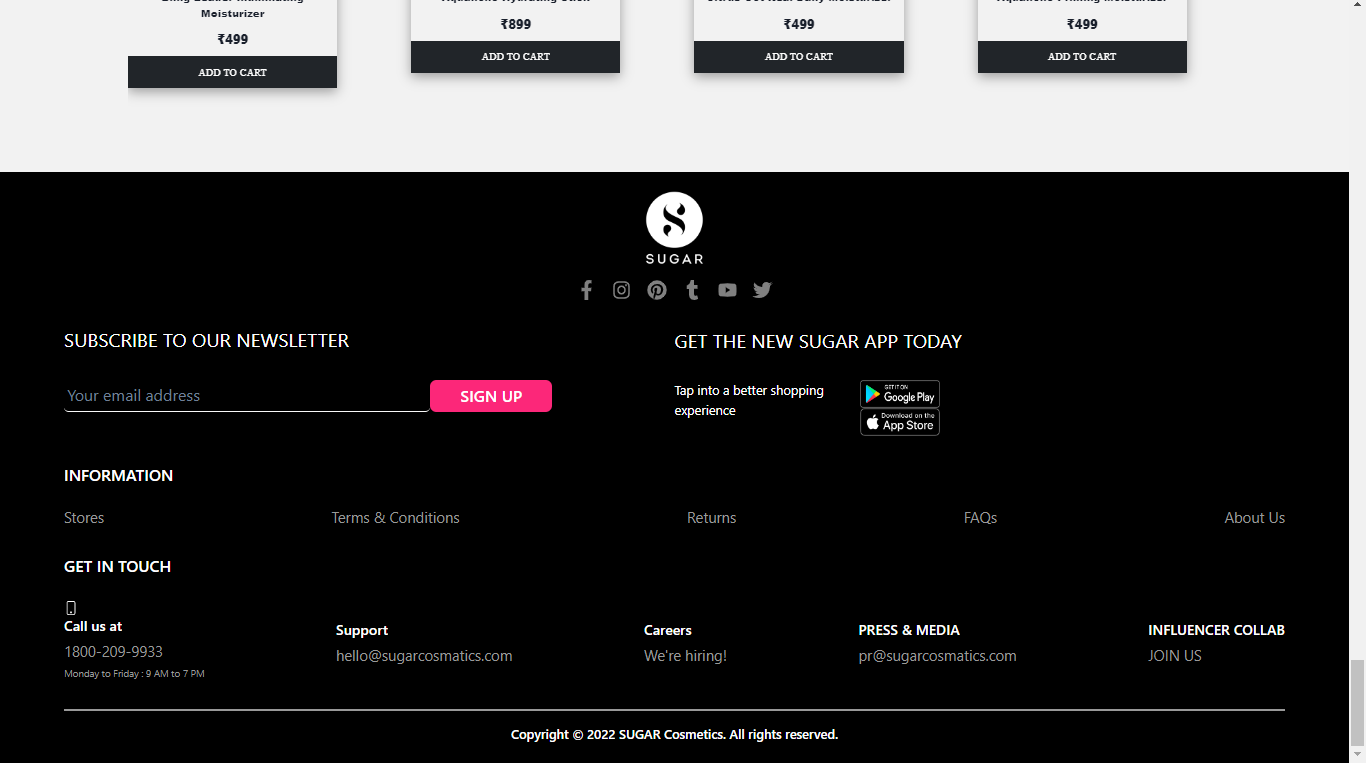 Moisturizer
₹499
ADD TO CART
₹899
ADD TO CART
₹499
ADD TO CART
₹499
ADD TO CART
SUGAR
SUBSCRIBE TO OUR NEWSLETTER
Your email address
SIGN UP
GET THE NEW SUGAR APP TODAY
Tap into a better shopping
experience
GET IT ON
Google Play
Download on the
App Store
INFORMATION
Stores
Terms & Conditions
Returns
FAQs
About Us
GET IN TOUCH
Call us at
1800-209-9933
Monday to Friday : 9 AM to 7 PM
Support
hello@sugarcosmatics.com
Careers
We're hiring!
PRESS & MEDIA
pr@sugarcosmatics.com
INFLUENCER COLLAB
JOIN US
Copyright © 2022 SUGAR Cosmetics. All rights reserved.